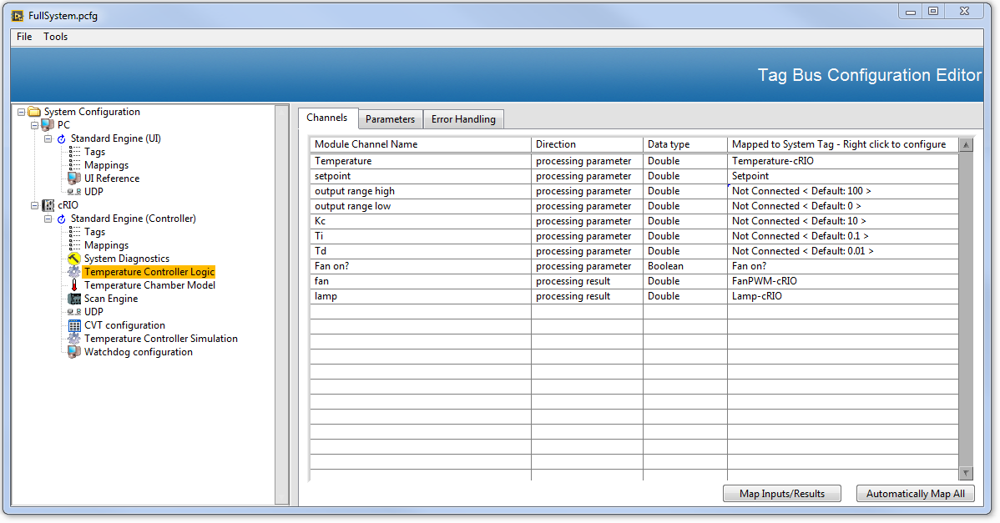 FullSystem.pcfg
File Tools
Tag Bus Configuration Editor
System Configuration
PC
Standard Engine (UI)
Tags
Mappings
UI Reference
UDP
cRIO
Standard Engine (Controller)
Tags
Mappings
System Diagnostics
Temperature Controller Logic
Temperature Chamber Model
Scan Engine
UDP
CVT configuration
Temperature Controller Simulation
Watchdog configuration
Channels Parameters Error Handling
Module Channel Name Direction Data type Mapped to System Tag - Right click to configure
Temperature processing parameter Double Temperature-cRIO
setpoint processing parameter Double Setpoint
output range high processing parameter Double Not Connected < Default: 100 >
output range low processing parameter Double Not Connected < Default: 0 >
Kc processing parameter Double Not Connected < Default: 10 >
Ti processing parameter Double Not Connected < Default: 0.1 >
Td processing parameter Double Not Connected < Default: 0.01 >
Fan on? processing parameter Boolean Fan on?
fan processing result Double FanPWM-cRIO
lamp processing result Double Lamp-cRIO
Map Inputs/Results Automatically Map All